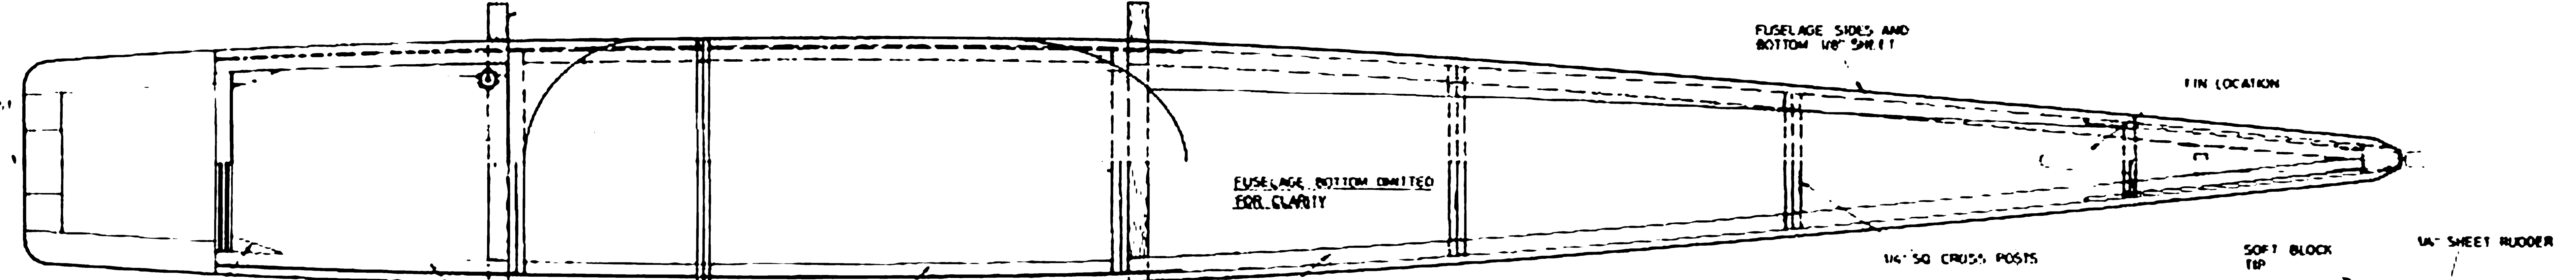 FUSELAGE SIDES AND
BOTTOM 1/8" SHEET
FIN LOCATION
FUSELAGE BOTTOM OMITTED
FOR CLARITY
1/4" SQ CROSS POSTS
SOFT BLOCK
TIP
1/4" SHEET RUDDER